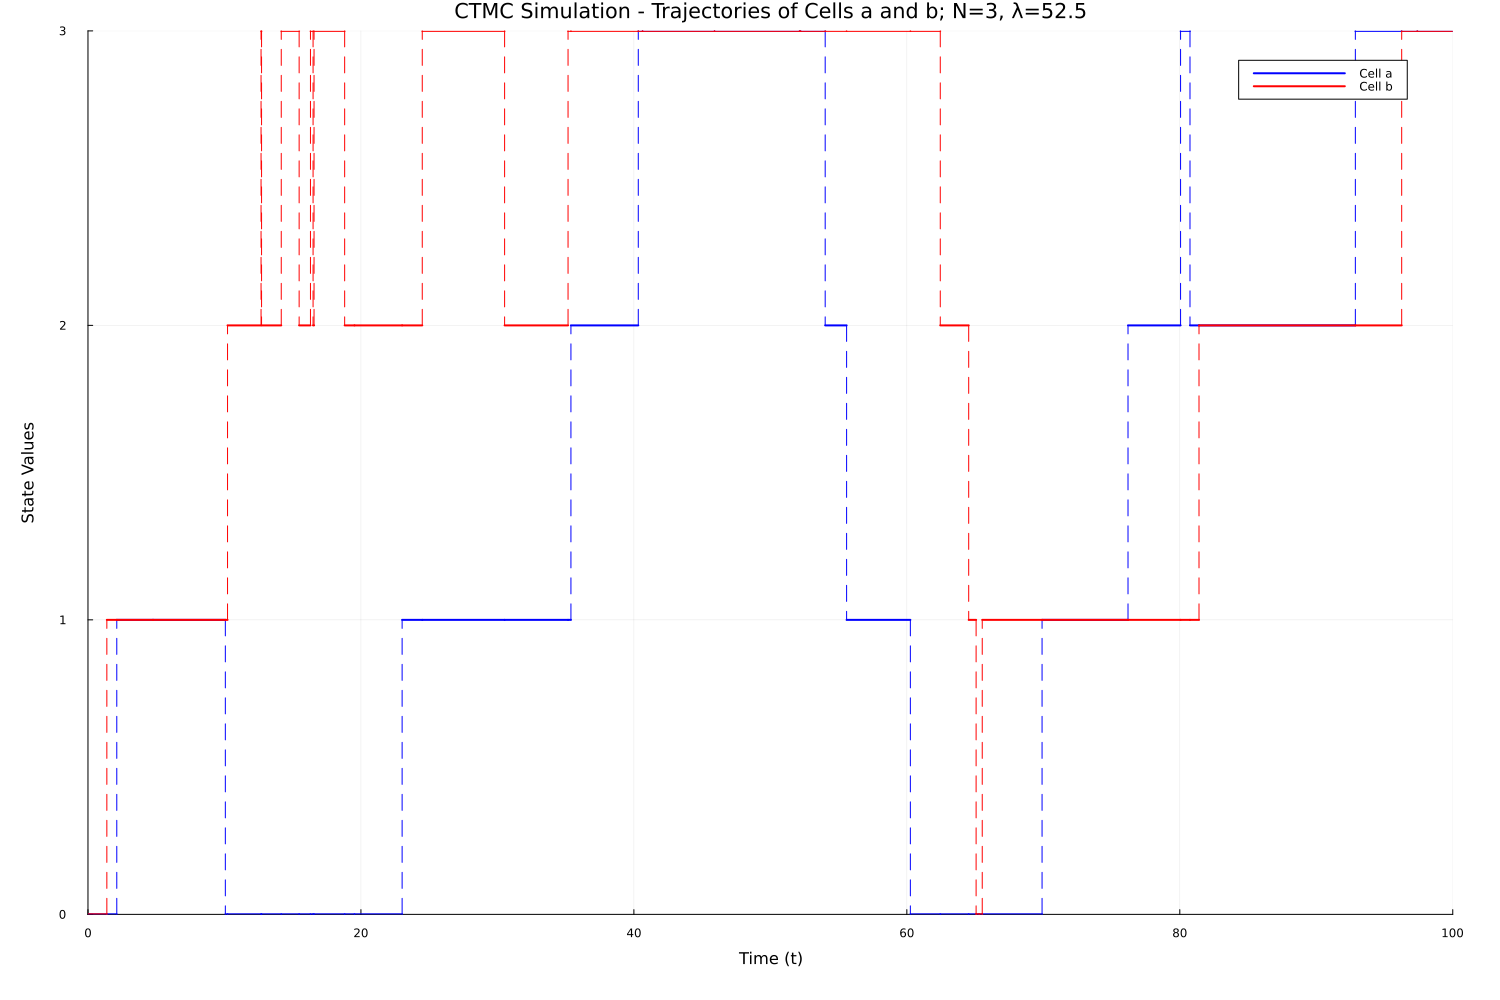 CTMC Simulation - Trajectories of Cells a and b; N=3, λ=52.5
3
Cell a
Cell b
2
State Values
1
0
0 20 40 60 80 100
Time (t)